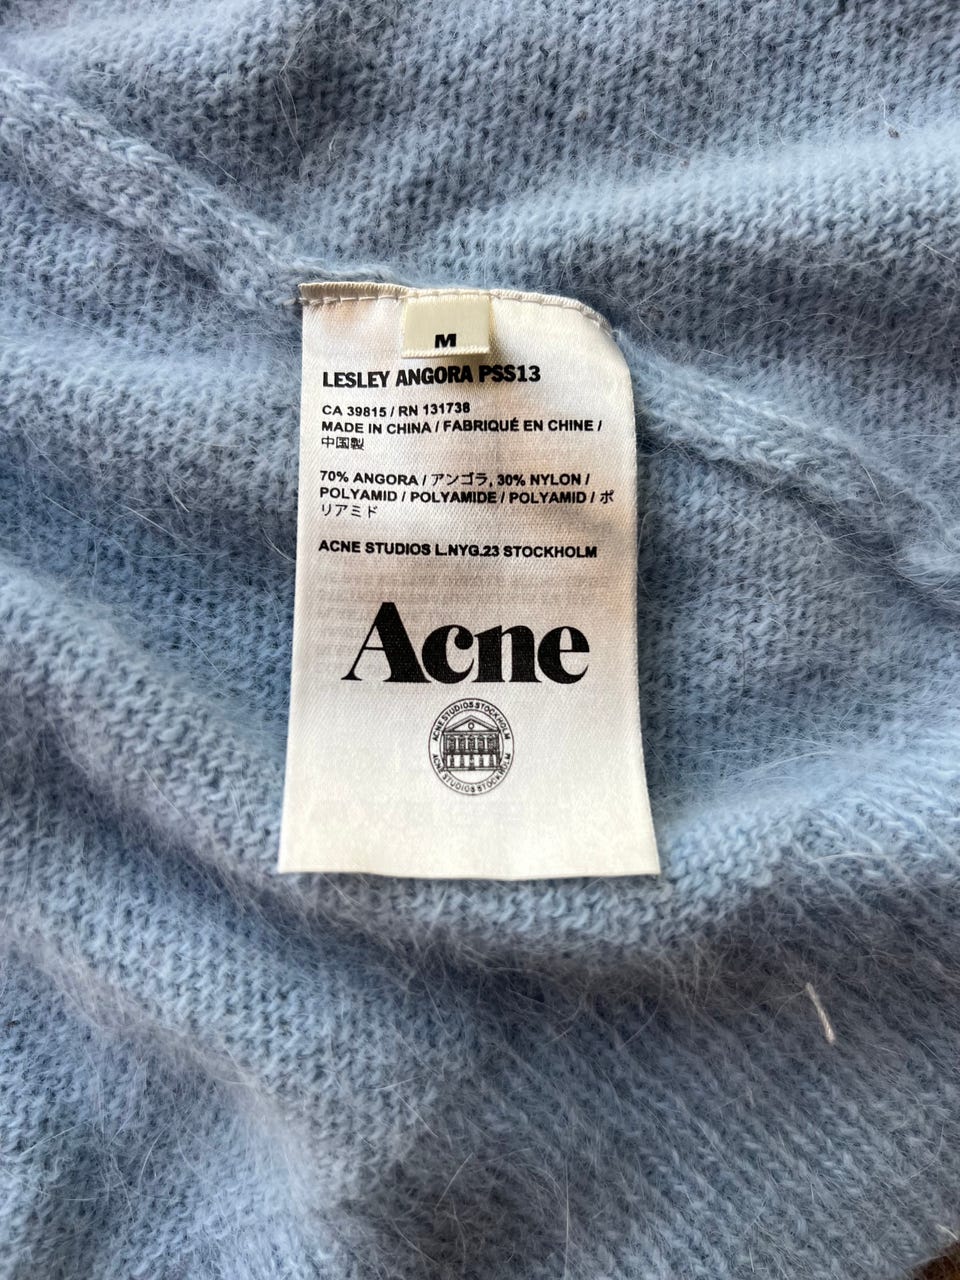 M
LESLEY ANGORA PSS13
CA 39815 / RN 131738
MADE IN CHINA / FABRIQUÉ EN CHINE /
中国製
70% ANGORA / アンゴラ, 30% NYLON /
POLYAMID / POLYAMIDE / POLYAMID / ポ
リアミド
ACNE STUDIOS L.NYG.23 STOCKHOLM
Acne
ACNE STUDIOS STOCKHOLM
ACNE STUDIOS STOCKHOLM